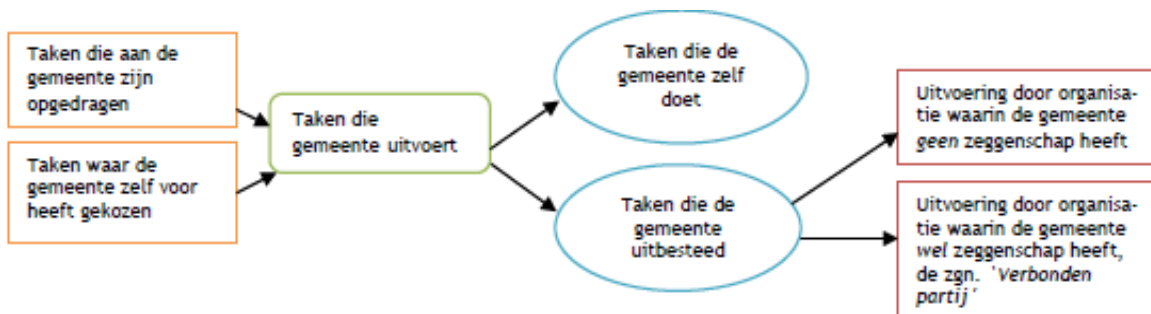 Taken die aan de
gemeente zijn
opgedragen
Taken waar de
gemeente zelf voor
heeft gekozen
Taken die
gemeente uitvoert
Taken die de
gemeente zelf
doet
Taken die de
gemeente
uitbesteed
Uitvoering door organisa-
tie waarin de gemeente
geen zeggenschap heeft
Uitvoering door organisa-
tie waarin de gemeente
wel zeggenschap heeft,
de zgn. 'Verbonden
partij'